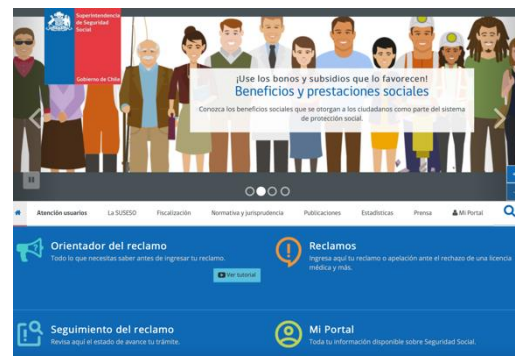 Superintendencia
de Seguridad
Social
Gobierno de Chile
¡Use los bonos y subsidios que lo favorecen!
Beneficios y prestaciones sociales
Conozca los beneficios sociales que se otorgan a los ciudadanos como parte del sistema
de protección social.
Atención usuarios La SUSESO Fiscalización Normativa y jurisprudencia Publicaciones Estadísticas Prensa Mi Portal
Orientador del reclamo
Todo lo que necesitas saber antes de ingresar tu reclamo.
Ver tutorial
Reclamos
Ingresa aquí tu reclamo o apelación ante el rechazo de una licencia
médica y más.
Seguimiento del reclamo
Revisa aquí el estado de avance tu trámite.
Mi Portal
Toda tu información disponible sobre Seguridad Social.